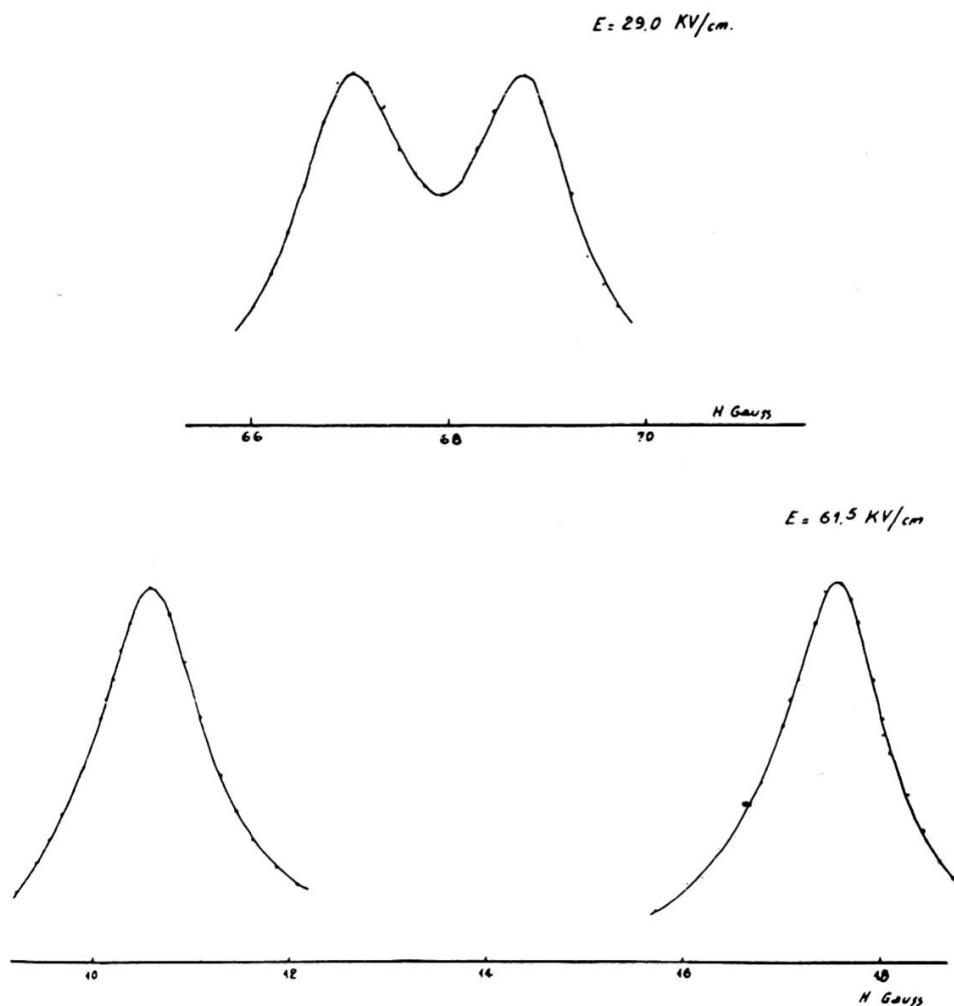 E= 29.0 KV/cm.
H Gauss
66 68 70
E= 61.5 KV/cm
10 12 14 16 18
H Gauss